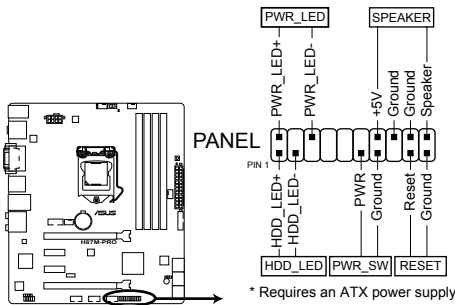 PWR_LED
SPEAKER
PWR_LED+
PWR_LED-
+5V
Ground
Ground
Speaker
PANEL
PIN 1
HDD_LED+
HDD_LED-
PWR
Ground
Reset
Ground
HDD_LED
PWR_SW
RESET
* Requires an ATX power supply
ASUS
H87M-PRO